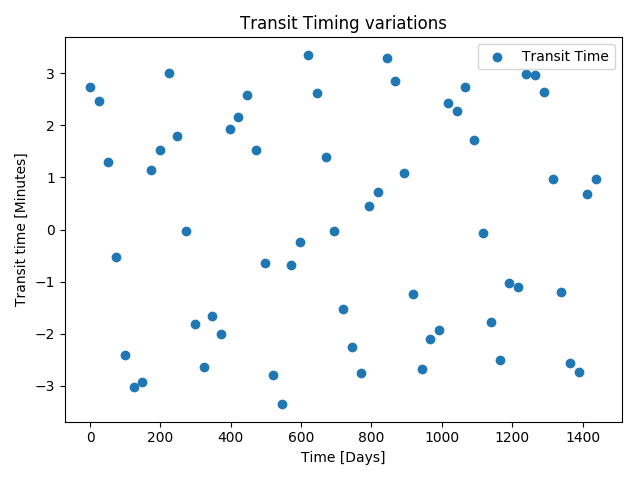 Transit Timing variations
Transit Time
Transit time [Minutes]
3
2
1
0
−1
−2
−3
0 200 400 600 800 1000 1200 1400
Time [Days]